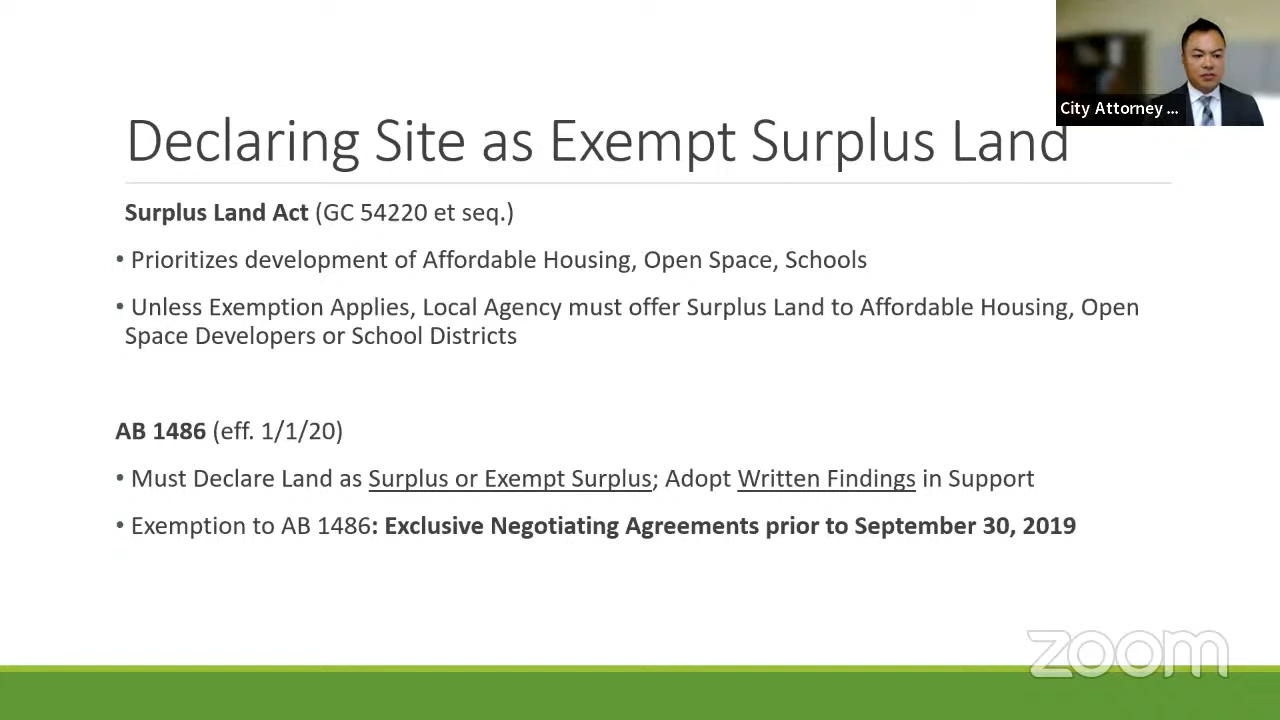 City Attorney ...
Declaring Site as Exempt Surplus Land
Surplus Land Act (GC 54220 et seq.)
• Prioritizes development of Affordable Housing, Open Space, Schools
• Unless Exemption Applies, Local Agency must offer Surplus Land to Affordable Housing, Open
Space Developers or School Districts
AB 1486 (eff. 1/1/20)
• Must Declare Land as Surplus or Exempt Surplus; Adopt Written Findings in Support
• Exemption to AB 1486: Exclusive Negotiating Agreements prior to September 30, 2019
zoom